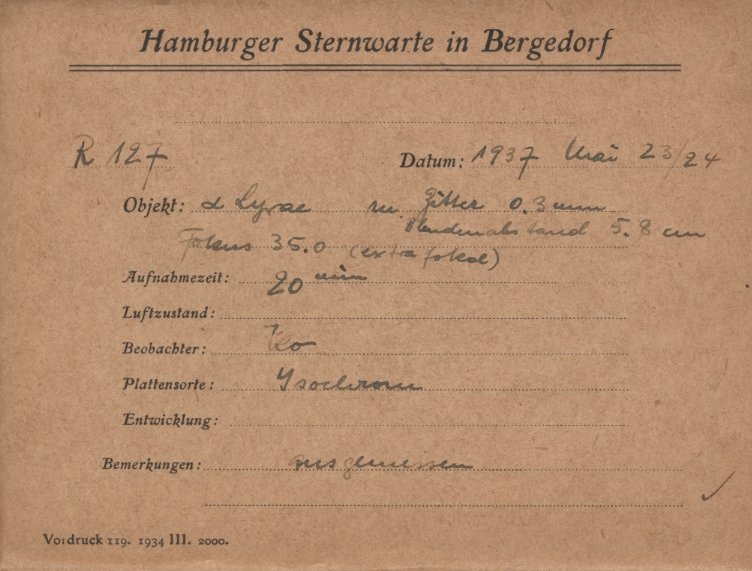 Hamburger Sternwarte in Bergedorf
R 127 Datum: 1937 Mai 23/24
Objekt: α Lyrae m. Gitter 0.3 mm
Blendenabstand 5.8 cm
Fokus 35.0 (extrafokal)
Aufnahmezeit: 20 min
Luftzustand:
Beobachter:
Plattensorte: Isochrom
Entwicklung:
Bemerkungen: ausgemessen
Vordruck 119. 1934 III. 2000.